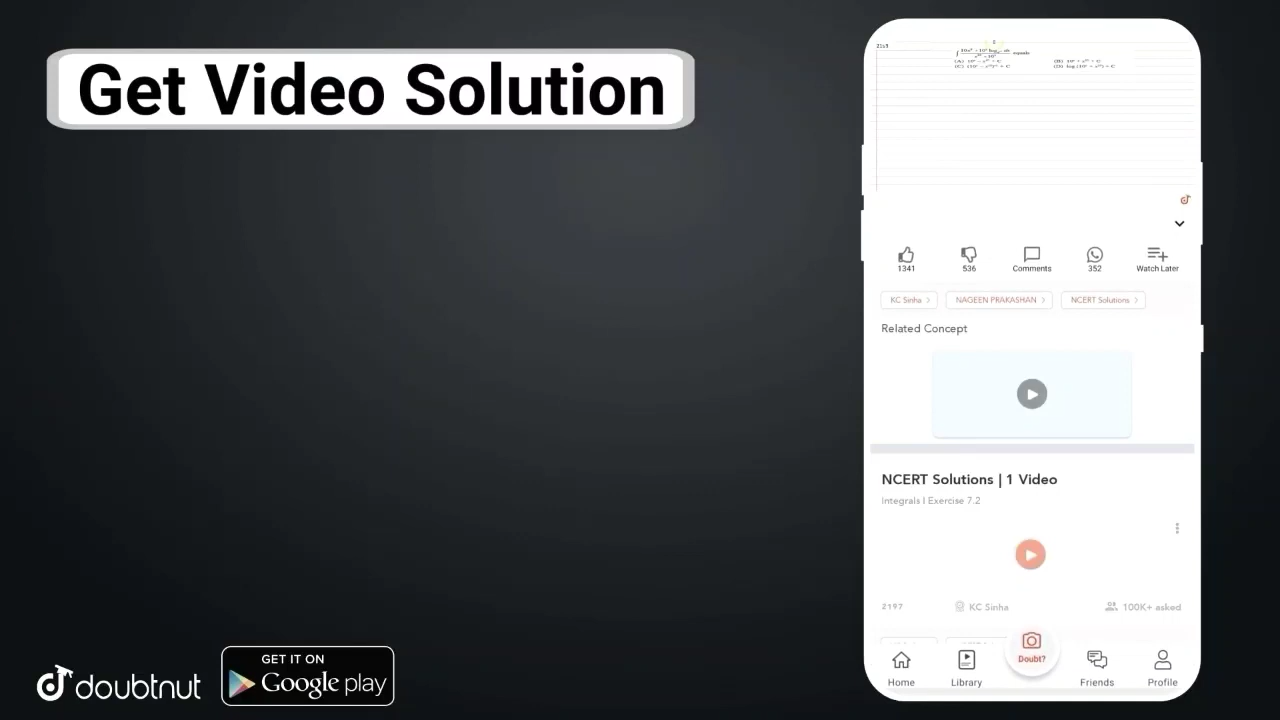 Get Video Solution
equals
1341
536
Comments
352
Watch Later
KC Sinha
NAGEEN PRAKASHAN
NCERT Solutions
Related Concept
NCERT Solutions | 1 Video
Integrals | Exercise 7.2
2197
KC Sinha
100K+ asked
Doubt?
Home
Library
Friends
Profile
doubtnut
GET IT ON
Google play